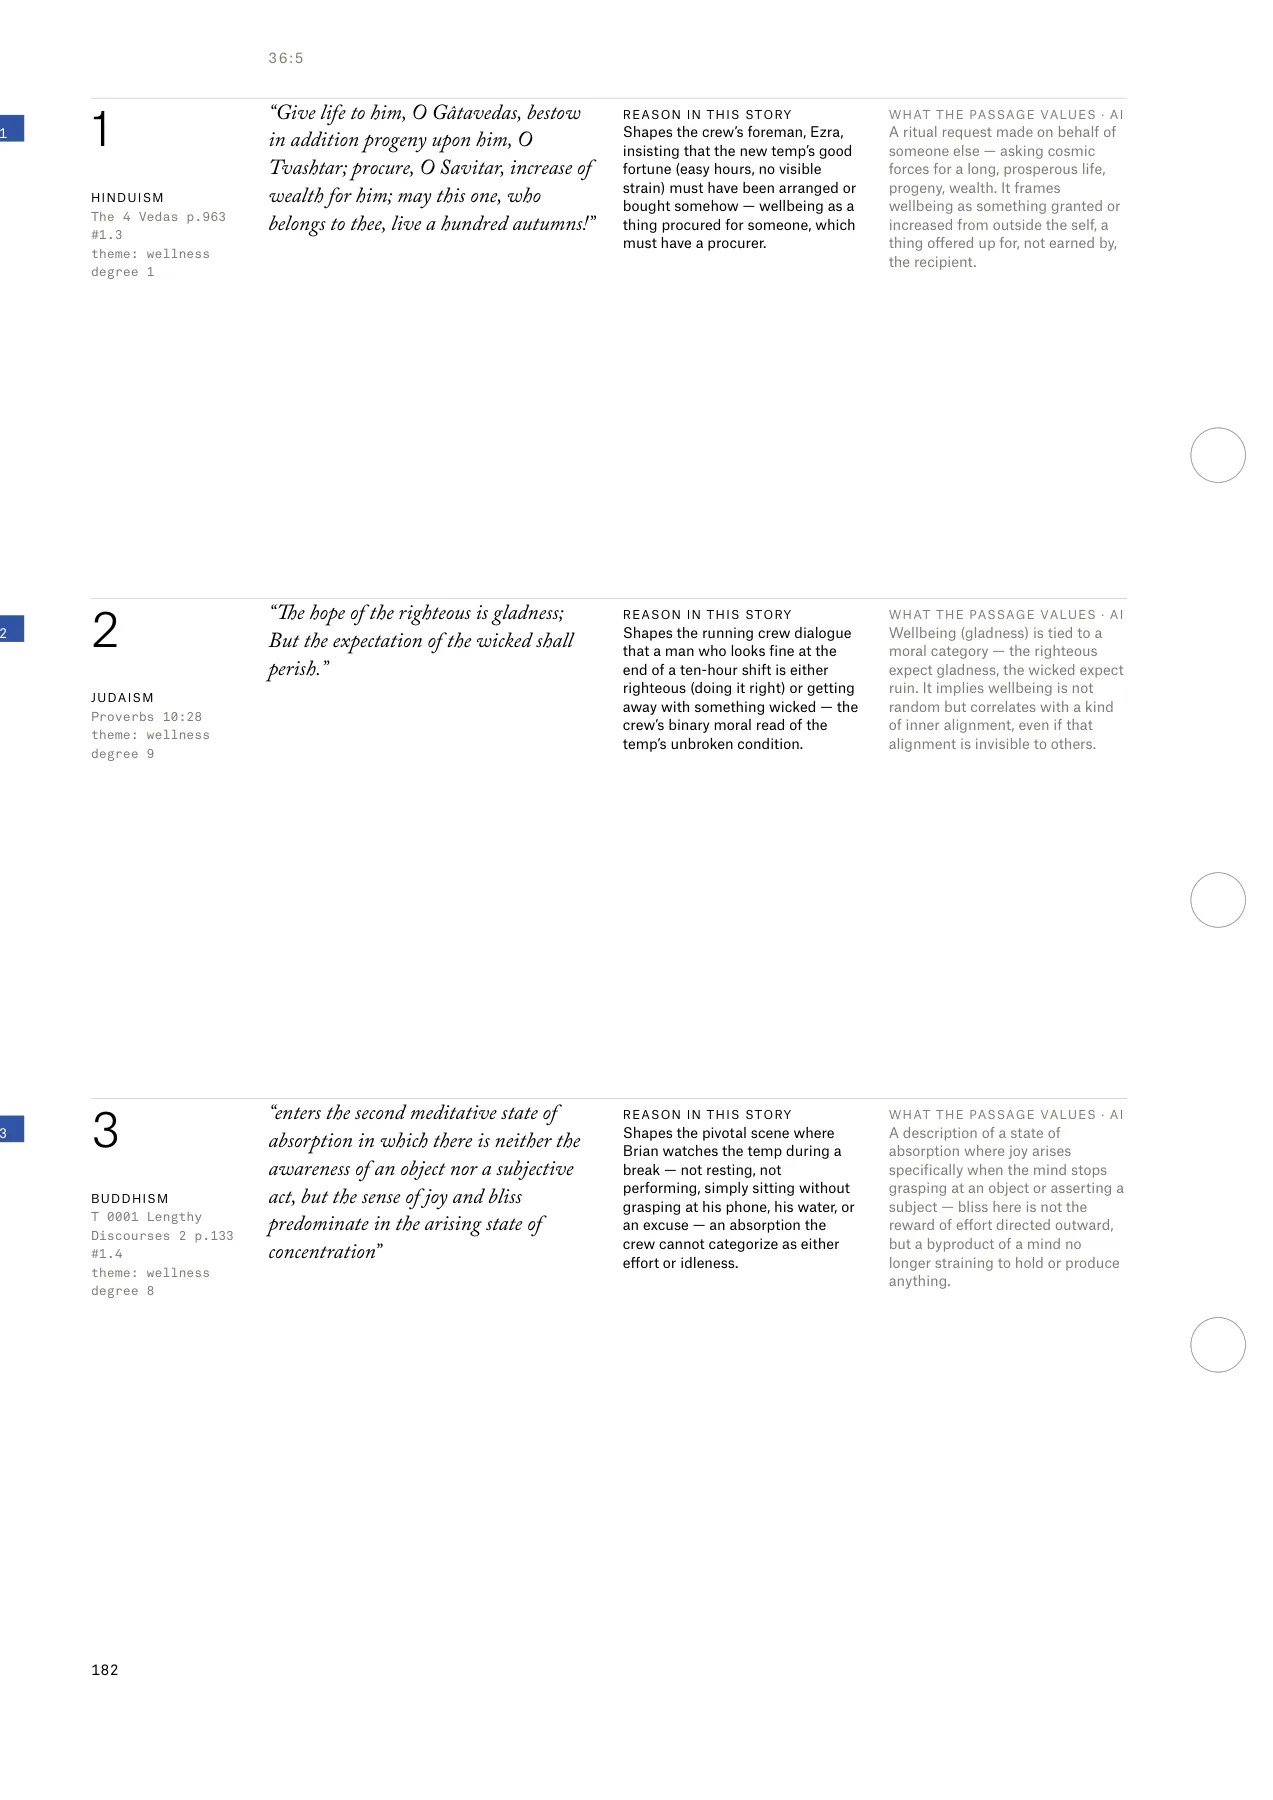 36:5
1
1
HINDUISM
The 4 Vedas p.963
#1.3
theme: wellness
degree 1
“Give life to him, O Gâtavedas, bestow
in addition progeny upon him, O
Tvashtar; procure, O Savitar, increase of
wealth for him; may this one, who
belongs to thee, live a hundred autumns!”
REASON IN THIS STORY
Shapes the crew’s foreman, Ezra,
insisting that the new temp’s good
fortune (easy hours, no visible
strain) must have been arranged or
bought somehow — wellbeing as a
thing procured for someone, which
must have a procurer.
WHAT THE PASSAGE VALUES · AI
A ritual request made on behalf of
someone else — asking cosmic
forces for a long, prosperous life,
progeny, wealth. It frames
wellbeing as something granted or
increased from outside the self, a
thing offered up for, not earned by,
the recipient.
2
2
JUDAISM
Proverbs 10:28
theme: wellness
degree 9
“The hope of the righteous is gladness;
But the expectation of the wicked shall
perish.”
REASON IN THIS STORY
Shapes the running crew dialogue
that a man who looks fine at the
end of a ten-hour shift is either
righteous (doing it right) or getting
away with something wicked — the
crew’s binary moral read of the
temp’s unbroken condition.
WHAT THE PASSAGE VALUES · AI
Wellbeing (gladness) is tied to a
moral category — the righteous
expect gladness, the wicked expect
ruin. It implies wellbeing is not
random but correlates with a kind
of inner alignment, even if that
alignment is invisible to others.
3
3
BUDDHISM
T 0001 Lengthy
Discourses 2 p.133
#1.4
theme: wellness
degree 8
“enters the second meditative state of
absorption in which there is neither the
awareness of an object nor a subjective
act, but the sense of joy and bliss
predominate in the arising state of
concentration”
REASON IN THIS STORY
Shapes the pivotal scene where
Brian watches the temp during a
break — not resting, not
performing, simply sitting without
grasping at his phone, his water, or
an excuse — an absorption the
crew cannot categorize as either
effort or idleness.
WHAT THE PASSAGE VALUES · AI
A description of a state of
absorption where joy arises
specifically when the mind stops
grasping at an object or asserting a
subject — bliss here is not the
reward of effort directed outward,
but a byproduct of a mind no
longer straining to hold or produce
anything.
182